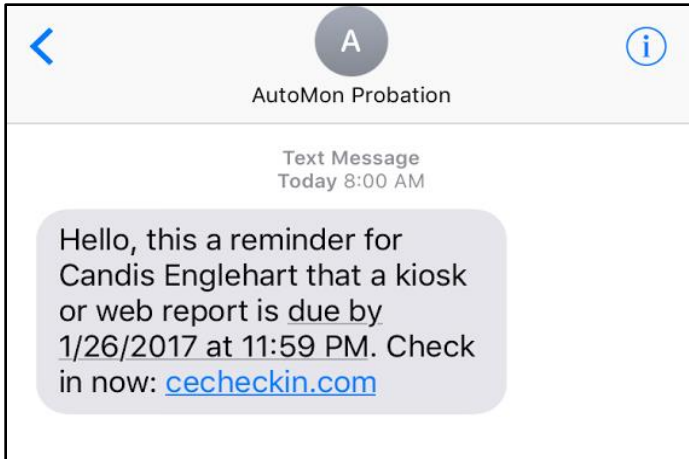 A
AutoMon Probation
Text Message
Today 8:00 AM
Hello, this a reminder for
Candis Englehart that a kiosk
or web report is due by
1/26/2017 at 11:59 PM. Check
in now: cecheckin.com